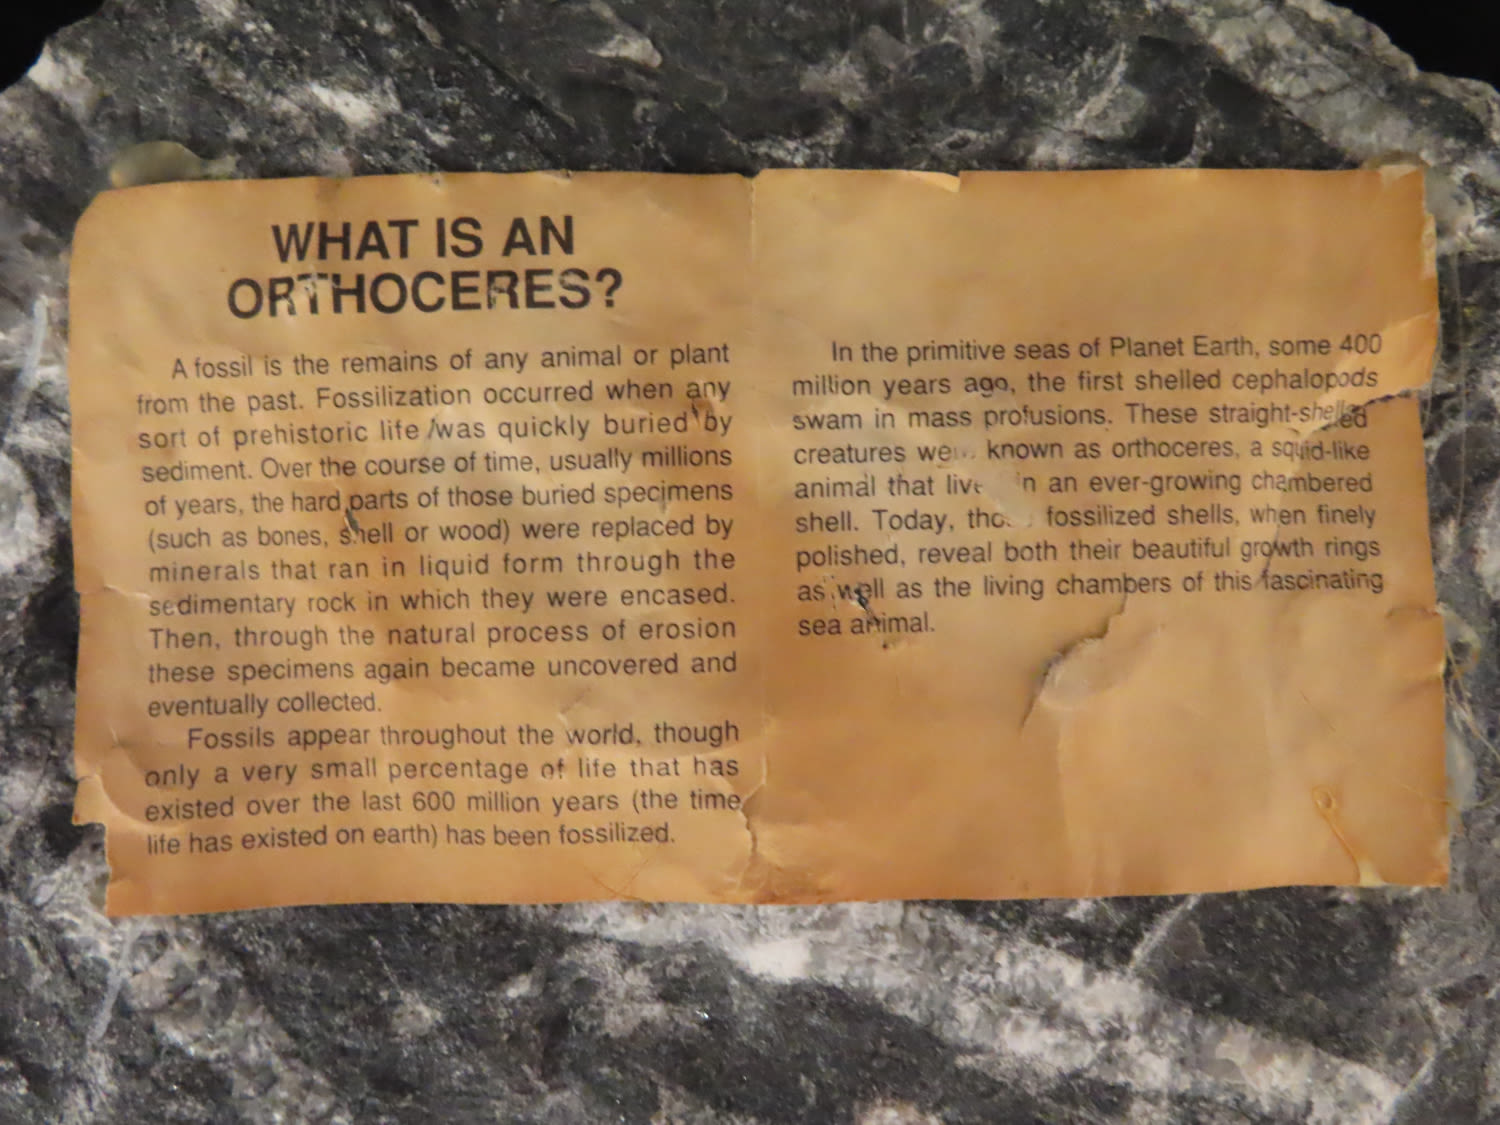 WHAT IS AN
ORTHOCERES?
A fossil is the remains of any animal or plant
from the past. Fossilization occurred when any
sort of prehistoric life was quickly buried by
sediment. Over the course of time, usually millions
of years, the hard parts of those buried specimens
(such as bones, shell or wood) were replaced by
minerals that ran in liquid form through the
sedimentary rock in which they were encased.
Then, through the natural process of erosion
these specimens again became uncovered and
eventually collected.
Fossils appear throughout the world, though
only a very small percentage of life that has
existed over the last 600 million years (the time
life has existed on earth) has been fossilized.
In the primitive seas of Planet Earth, some 400
million years ago, the first shelled cephalopods
swam in mass profusions. These straight-shelled
creatures known as orthoceres, a squid-like
animal that an ever-growing chambered
shell. Today, fossilized shells, when finely
polished, reveal both their beautiful growth rings
as well as the living chambers of this fascinating
sea animal.